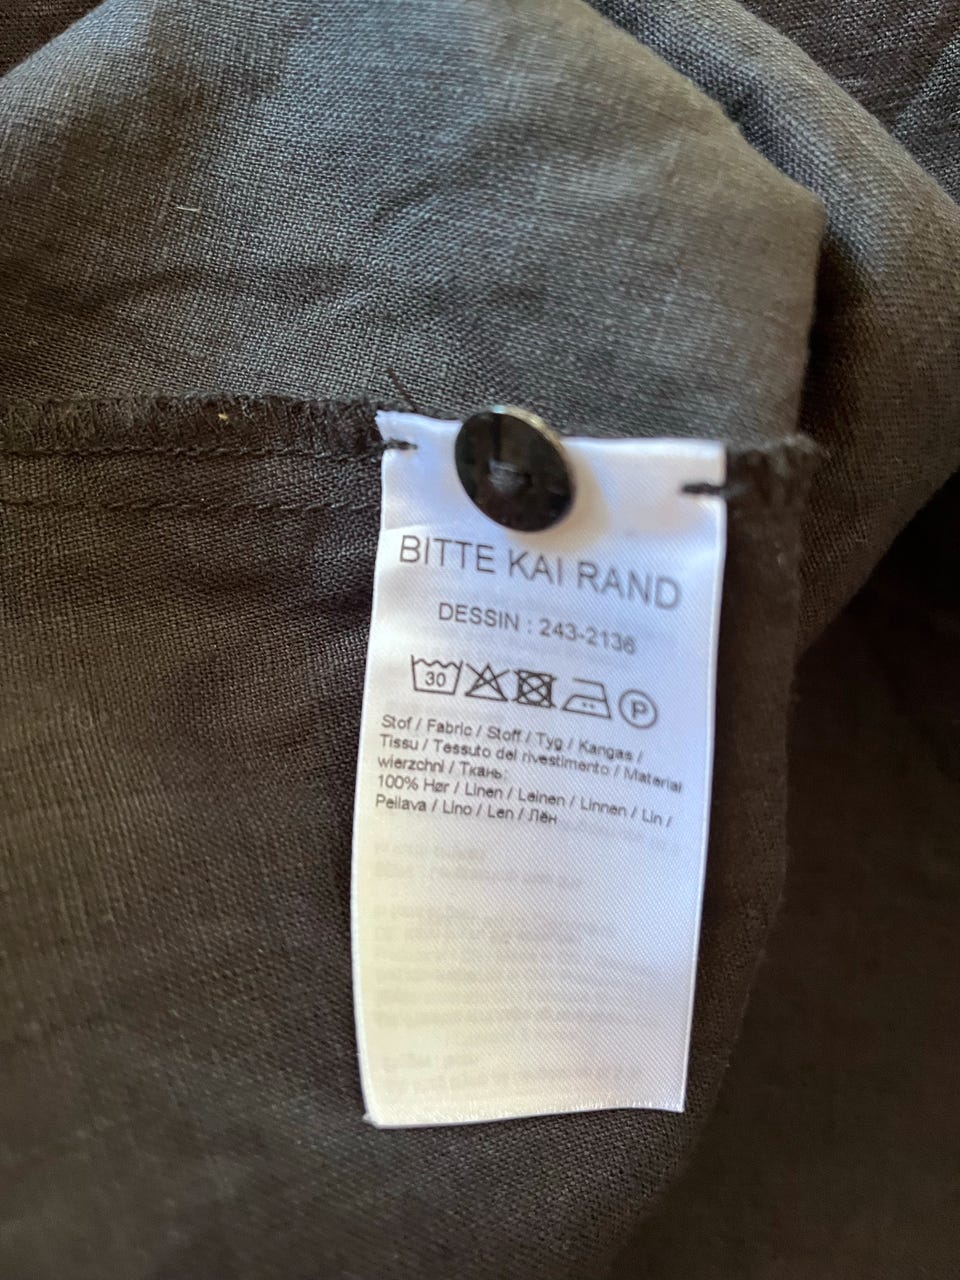 BITTE KAI RAND
DESSIN : 243-2136
30 P
Stof / Fabric / Stoff / Tyg / Kangas /
Tissu / Tessuto del rivestimento / Material
wierzchni / Ткань:
100% Hør / Linen / Leinen / Linnen / Lin /
Pellava / Lino / Len / Лён